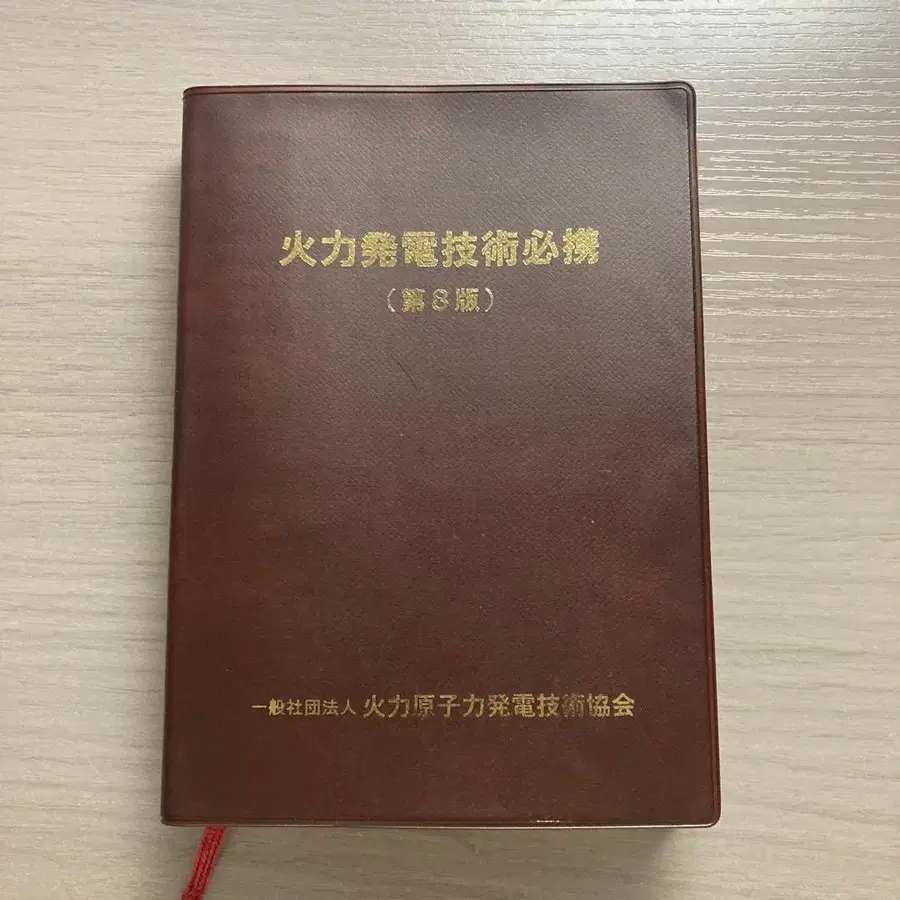 火力発電技術必携
（第８版）
一般社団法人 火力原子力発電技術協会